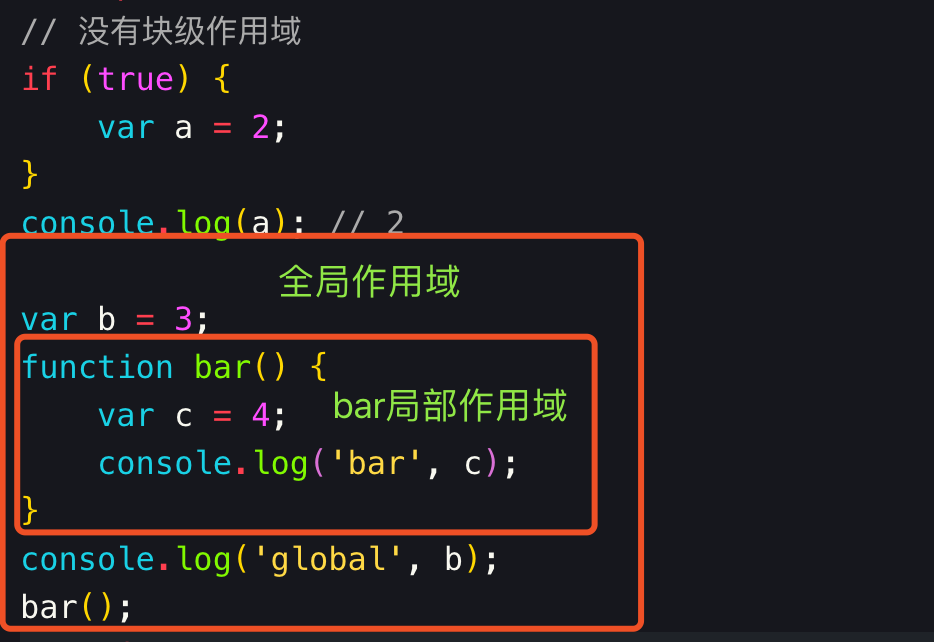 // 没有块级作用域
if (true) {
    var a = 2;
}
console.log(a); // 2
全局作用域
var b = 3;
function bar() {
    var c = 4;
bar局部作用域
    console.log('bar', c);
}
console.log('global', b);
bar();